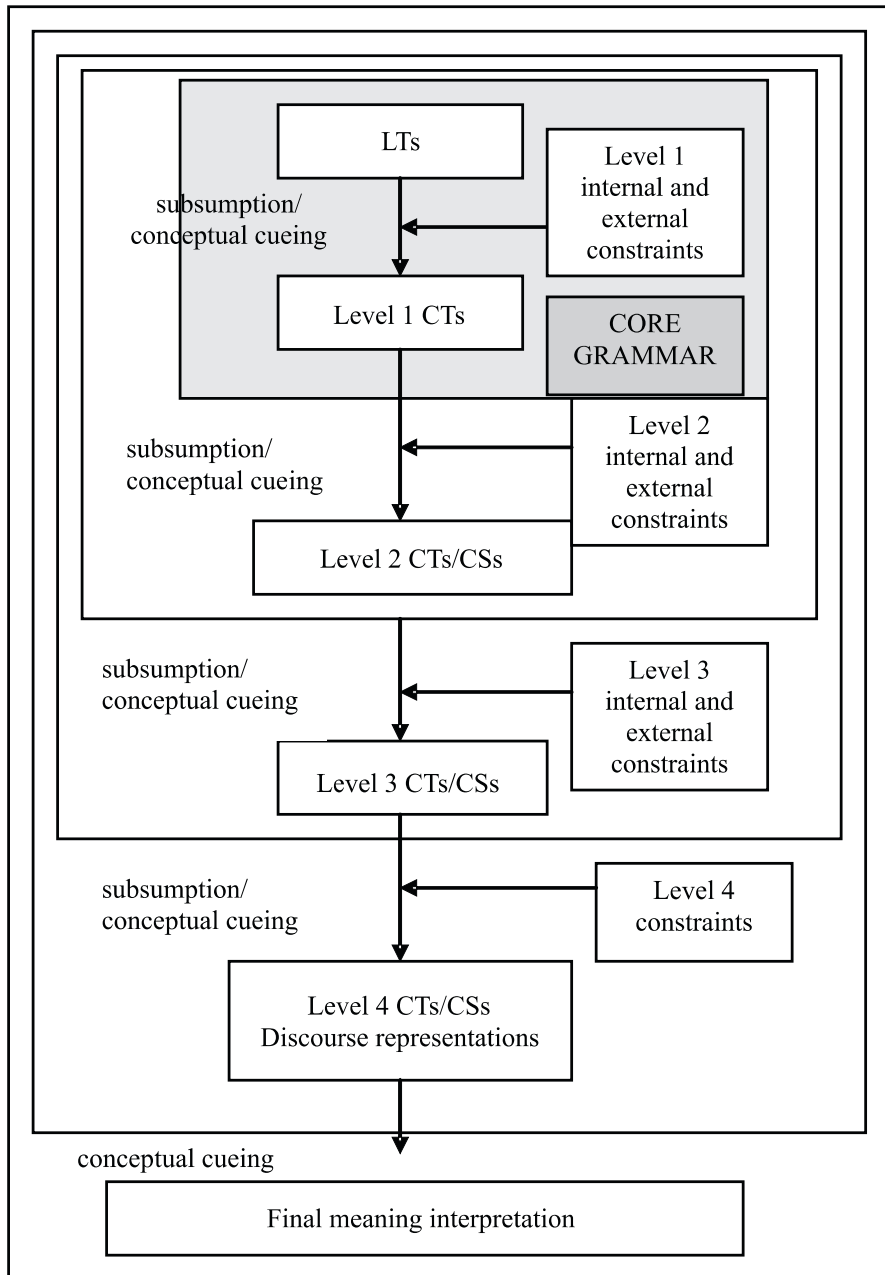 LTs
Level 1
internal and
external
constraints
subsumption/
conceptual cueing
Level 1 CTs
CORE
GRAMMAR
Level 2
internal and
external
constraints
subsumption/
conceptual cueing
Level 2 CTs/CSs
Level 3
internal and
external
constraints
subsumption/
conceptual cueing
Level 3 CTs/CSs
subsumption/
conceptual cueing
Level 4
constraints
Level 4 CTs/CSs
Discourse representations
conceptual cueing
Final meaning interpretation